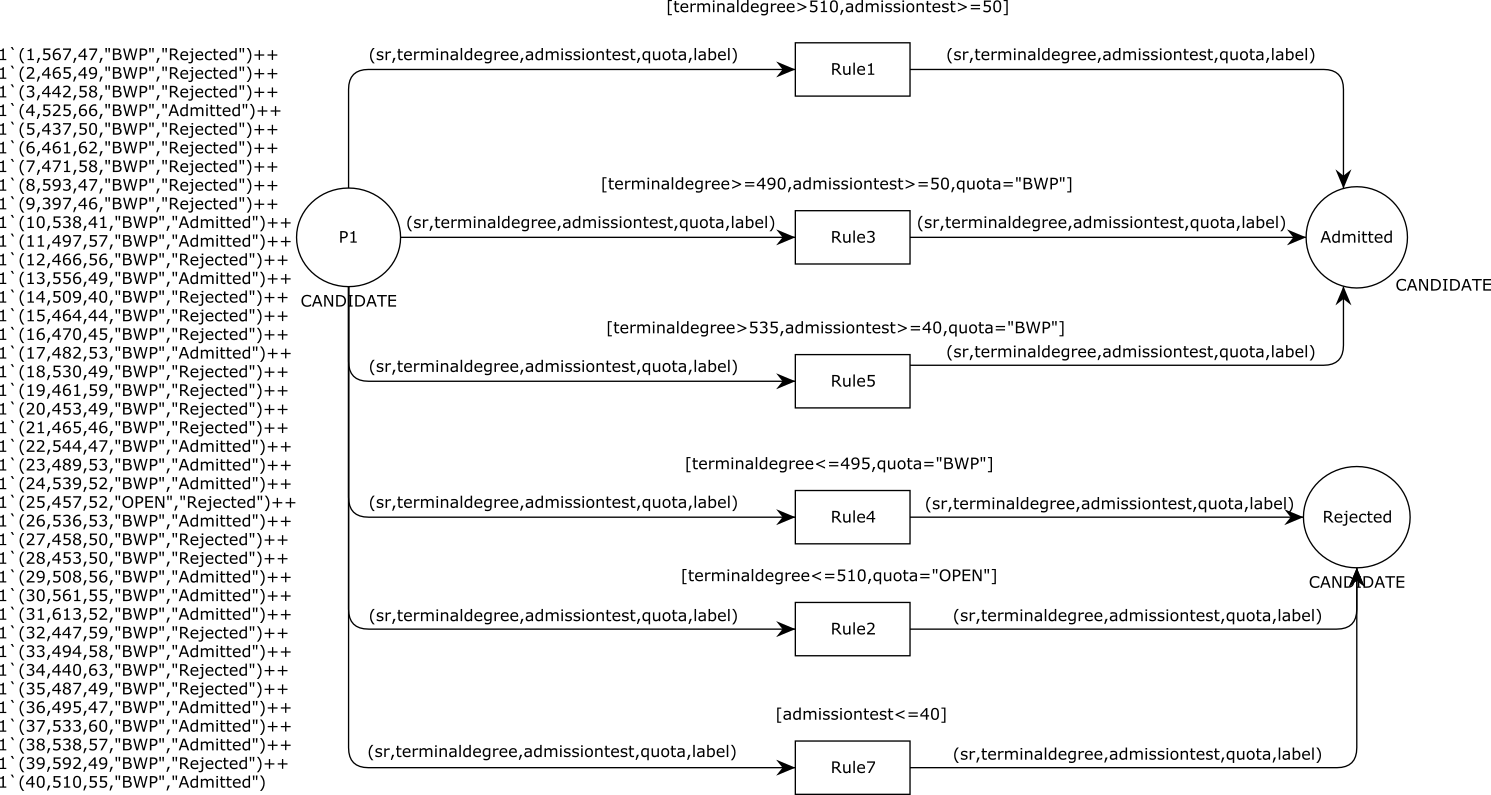 [terminaldegree>510,admissiontest>=50]
1`(1,567,47,"BWP","Rejected")++
1`(2,465,49,"BWP","Rejected")++
1`(3,442,58,"BWP","Rejected")++
1`(4,525,66,"BWP","Admitted")++
1`(5,437,50,"BWP","Rejected")++
1`(6,461,62,"BWP","Rejected")++
1`(7,471,58,"BWP","Rejected")++
1`(8,593,47,"BWP","Rejected")++
1`(9,397,46,"BWP","Rejected")++
1`(10,538,41,"BWP","Admitted")++
1`(11,497,57,"BWP","Admitted")++
1`(12,466,56,"BWP","Rejected")++
1`(13,556,49,"BWP","Admitted")++
1`(14,509,40,"BWP","Rejected")++
1`(15,464,44,"BWP","Rejected")++
1`(16,470,45,"BWP","Rejected")++
1`(17,482,53,"BWP","Admitted")++
1`(18,530,49,"BWP","Rejected")++
1`(19,461,59,"BWP","Rejected")++
1`(20,453,49,"BWP","Rejected")++
1`(21,465,46,"BWP","Rejected")++
1`(22,544,47,"BWP","Admitted")++
1`(23,489,53,"BWP","Admitted")++
1`(24,539,52,"BWP","Admitted")++
1`(25,457,52,"OPEN","Rejected")++
1`(26,536,53,"BWP","Admitted")++
1`(27,458,50,"BWP","Rejected")++
1`(28,453,50,"BWP","Rejected")++
1`(29,508,56,"BWP","Admitted")++
1`(30,561,55,"BWP","Admitted")++
1`(31,613,52,"BWP","Admitted")++
1`(32,447,59,"BWP","Rejected")++
1`(33,494,58,"BWP","Admitted")++
1`(34,440,63,"BWP","Rejected")++
1`(35,487,49,"BWP","Rejected")++
1`(36,495,47,"BWP","Admitted")++
1`(37,533,60,"BWP","Admitted")++
1`(38,538,57,"BWP","Admitted")++
1`(39,592,49,"BWP","Rejected")++
1`(40,510,55,"BWP","Admitted")
P1
CANDIDATE
(sr,terminaldegree,admissiontest,quota,label)
Rule1
(sr,terminaldegree,admissiontest,quota,label)
[terminaldegree>=490,admissiontest>=50,quota="BWP"]
(sr,terminaldegree,admissiontest,quota,label)
Rule3
(sr,terminaldegree,admissiontest,quota,label)
Admitted
CANDIDATE
[terminaldegree>535,admissiontest>=40,quota="BWP"]
(sr,terminaldegree,admissiontest,quota,label)
Rule5
(sr,terminaldegree,admissiontest,quota,label)
[terminaldegree<=495,quota="BWP"]
(sr,terminaldegree,admissiontest,quota,label)
Rule4
(sr,terminaldegree,admissiontest,quota,label)
Rejected
CANDIDATE
[terminaldegree<=510,quota="OPEN"]
(sr,terminaldegree,admissiontest,quota,label)
Rule2
(sr,terminaldegree,admissiontest,quota,label)
[admissiontest<=40]
(sr,terminaldegree,admissiontest,quota,label)
Rule7
(sr,terminaldegree,admissiontest,quota,label)